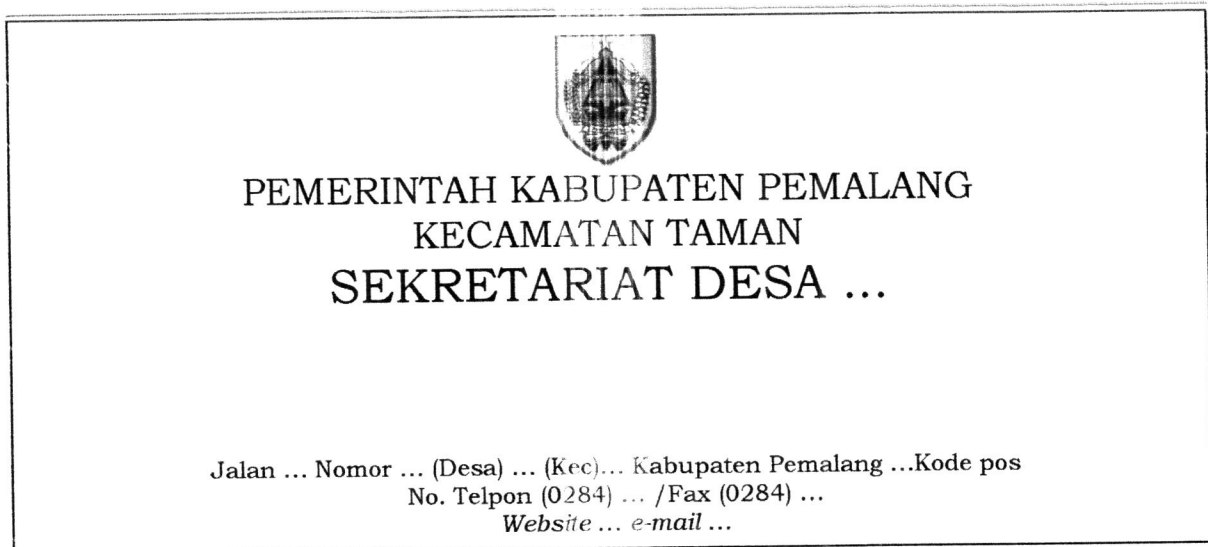 PEMERINTAH KABUPATEN PEMALANG
KECAMATAN TAMAN
SEKRETARIAT DESA ...
Jalan ... Nomor ... (Desa) ... (Kec)... Kabupaten Pemalang ...Kode pos
No. Telpon (0284) ... /Fax (0284) ...
Website ... e-mail ...